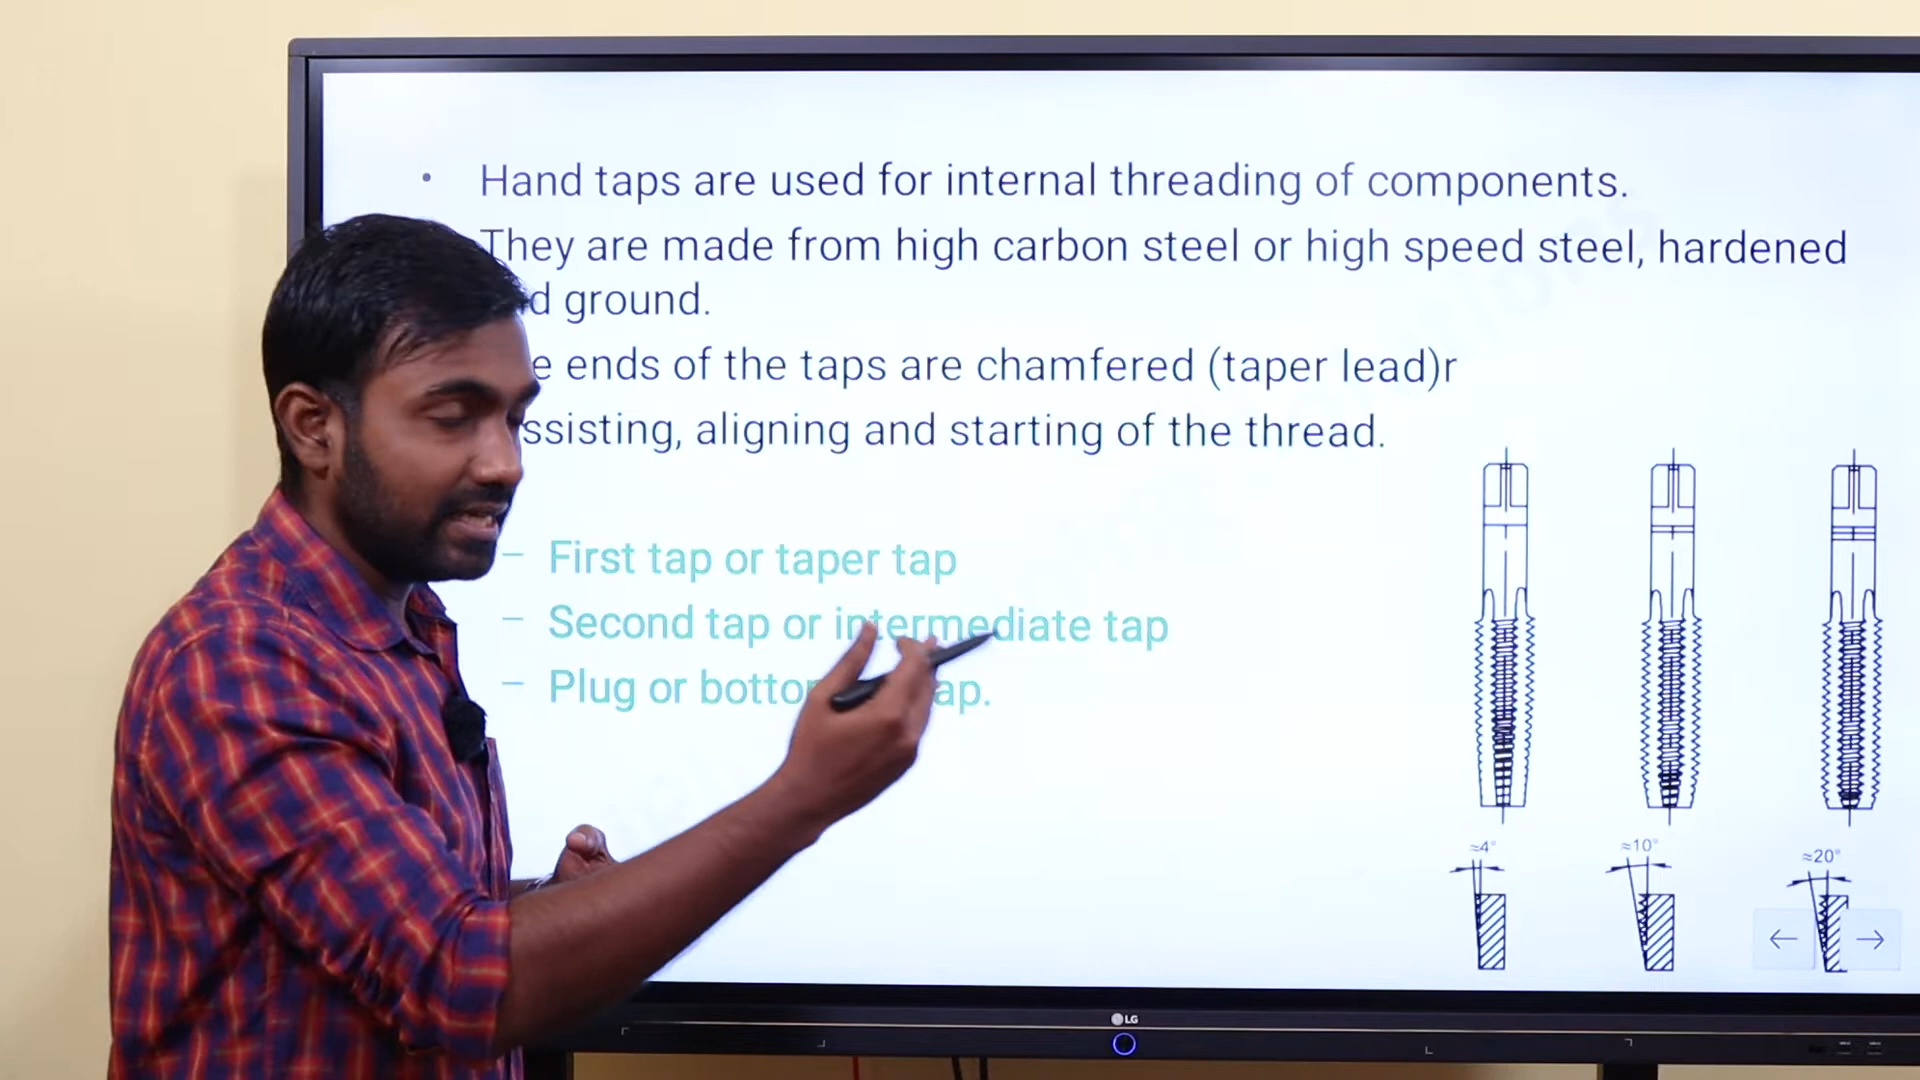 • Hand taps are used for internal threading of components.
They are made from high carbon steel or high speed steel, hardened
ground.
ends of the taps are chamfered (taper lead)r
ssisting, aligning and starting of the thread.
– First tap or taper tap
– Second tap or intermediate tap
– Plug or ap.
≈4°
≈10°
≈20°
LG